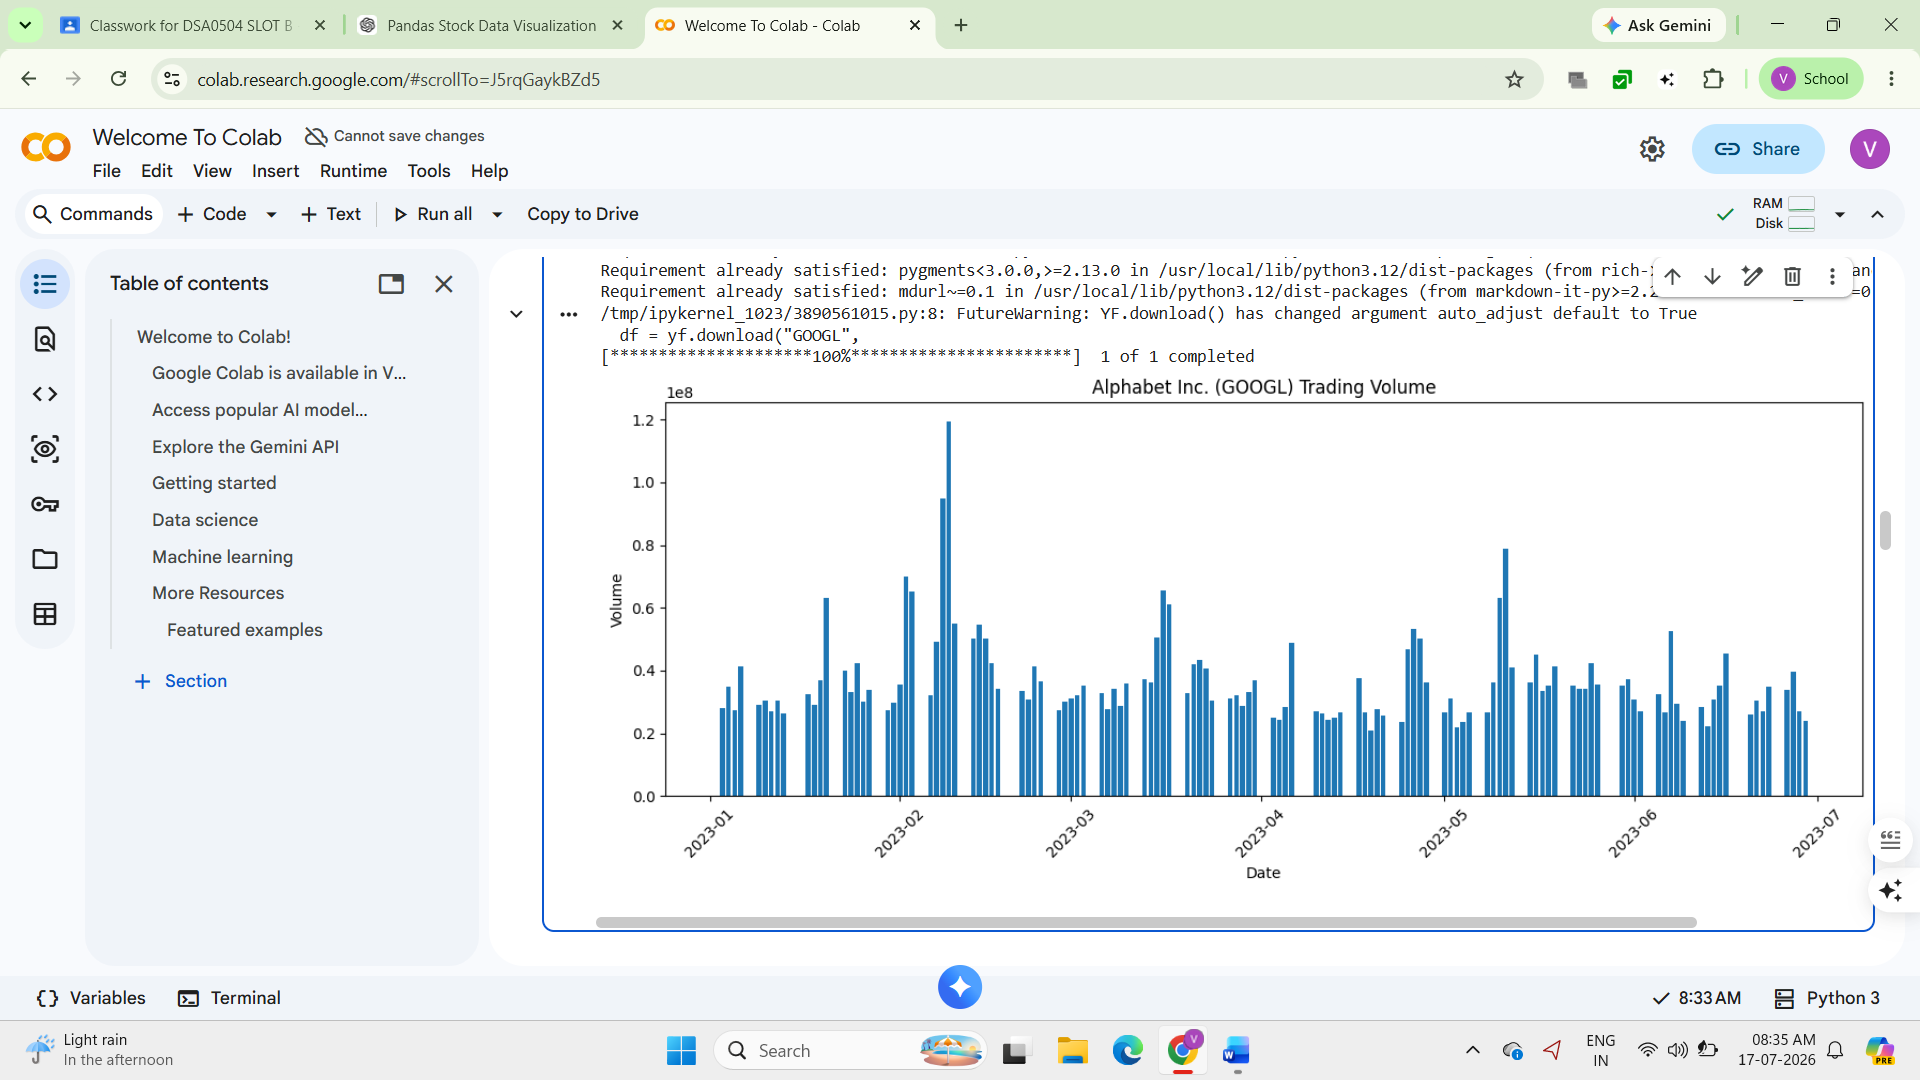 Classwork for DSA0504 SLOT B
Pandas Stock Data Visualization
Welcome To Colab - Colab
Ask Gemini
colab.research.google.com/#scrollTo=J5rqGaykBZd5
V School
Welcome To Colab
Cannot save changes
File Edit View Insert Runtime Tools Help
Share
V
Commands
+ Code
+ Text
Run all
Copy to Drive
RAM
Disk
Table of contents
Welcome to Colab!
Google Colab is available in V...
Access popular AI model...
Explore the Gemini API
Getting started
Data science
Machine learning
More Resources
Featured examples
+ Section
Requirement already satisfied: pygments<3.0.0,>=2.13.0 in /usr/local/lib/python3.12/dist-packages (from rich-
Requirement already satisfied: mdurl~=0.1 in /usr/local/lib/python3.12/dist-packages (from markdown-it-py>=2.2
/tmp/ipykernel_1023/3890561015.py:8: FutureWarning: YF.download() has changed argument auto_adjust default to True
df = yf.download("GOOGL",
[*********************100%***********************]  1 of 1 completed
Alphabet Inc. (GOOGL) Trading Volume
1e8
1.2
1.0
0.8
0.6
0.4
0.2
0.0
Volume
2023-01
2023-02
2023-03
2023-04
2023-05
2023-06
2023-07
Date
Variables
Terminal
8:33 AM
Python 3
Light rain
In the afternoon
Search
V
W
ENG
IN
08:35 AM
17-07-2026
PRE